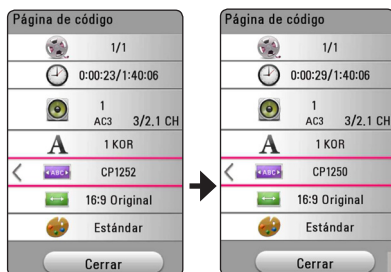 Página de código
1/1
0:00:23/1:40:06
1
AC3 3/2.1 CH
A
1 KOR
ABC
CP1252
16:9 Original
Estándar
Cerrar
Página de código
1/1
0:00:29/1:40:06
1
AC3 3/2.1 CH
A
1 KOR
ABC
CP1250
16:9 Original
Estándar
Cerrar